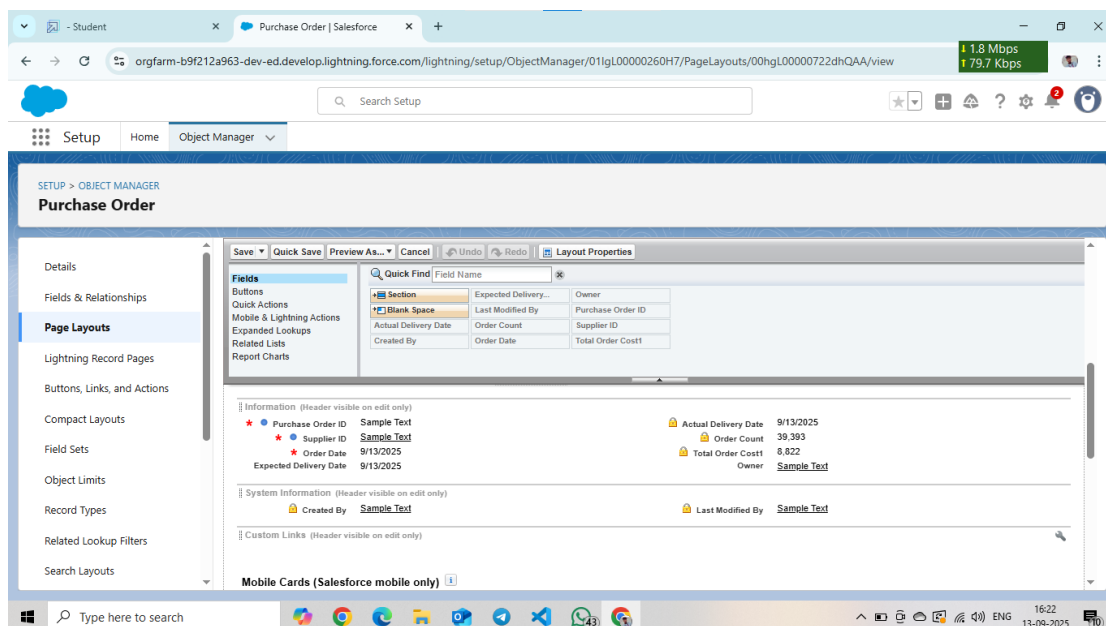 - Student
Purchase Order | Salesforce
orgfarm-b9f212a963-dev-ed.develop.lightning.force.com/lightning/setup/ObjectManager/01IgL00000260H7/PageLayouts/00hgL00000722dhQAA/view
1.8 Mbps
79.7 Kbps
Search Setup
2
Setup
Home
Object Manager
SETUP > OBJECT MANAGER
Purchase Order
Details
Fields & Relationships
Page Layouts
Lightning Record Pages
Buttons, Links, and Actions
Compact Layouts
Field Sets
Object Limits
Record Types
Related Lookup Filters
Search Layouts
Save Quick Save Preview As... Cancel Undo Redo Layout Properties
Fields
Buttons
Quick Actions
Mobile & Lightning Actions
Expanded Lookups
Related Lists
Report Charts
Quick Find Field Name
Section Expected Delivery... Owner
Blank Space Last Modified By Purchase Order ID
Actual Delivery Date Order Count Supplier ID
Created By Order Date Total Order Cost1
Information (Header visible on edit only)
* Purchase Order ID Sample Text Actual Delivery Date 9/13/2025
* Supplier ID Sample Text Order Count 39,393
* Order Date 9/13/2025 Total Order Cost1 8,822
Expected Delivery Date 9/13/2025 Owner Sample Text
System Information (Header visible on edit only)
Created By Sample Text Last Modified By Sample Text
Custom Links (Header visible on edit only)
Mobile Cards (Salesforce mobile only) i
Type here to search
43
ENG
16:22
13-09-2025
10